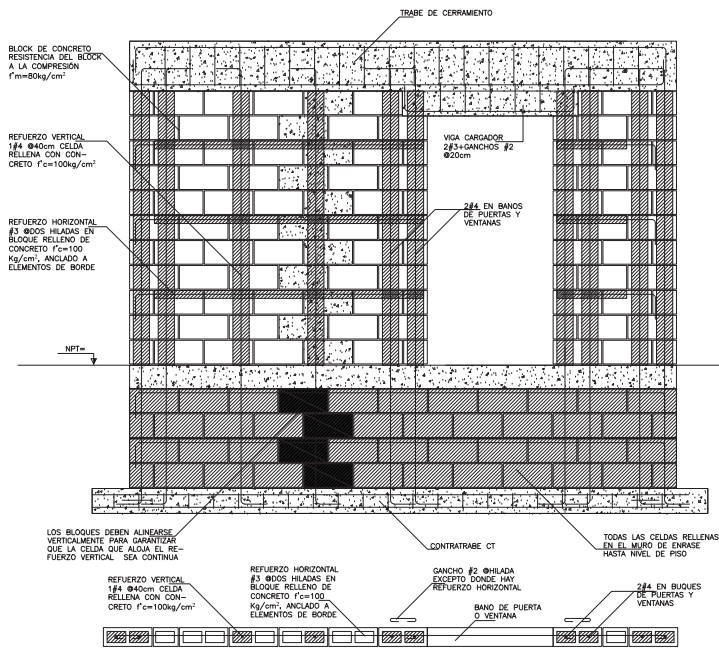 TRABE DE CERRAMIENTO
BLOCK DE CONCRETO
RESISTENCIA DEL BLOCK
A LA COMPRESIÓN
f'm=80kg/cm²
REFUERZO VERTICAL
1#4 @40cm CELDA
RELLENA CON CON-
CRETO f'c=100kg/cm²
REFUERZO HORIZONTAL
#3 @DOS HILADAS EN
BLOQUE RELLENO DE
CONCRETO f'c=100
Kg/cm², ANCLADO A
ELEMENTOS DE BORDE
VIGA CARGADOR
2#3+GANCHOS #2
@20cm
2#4 EN BANOS
DE PUERTAS Y
VENTANAS
NPT=
LOS BLOQUES DEBEN ALINEARSE
VERTICALMENTE PARA GARANTIZAR
QUE LA CELDA QUE ALOJA EL RE-
FUERZO VERTICAL SEA CONTINUA
CONTRATRABE CT
TODAS LAS CELDAS RELLENAS
EN EL MURO DE ENRASE
HASTA NIVEL DE PISO
REFUERZO VERTICAL
1#4 @40cm CELDA
RELLENA CON CON-
CRETO f'c=100kg/cm²
REFUERZO HORIZONTAL
#3 @DOS HILADAS EN
BLOQUE RELLENO DE
CONCRETO f'c=100
Kg/cm², ANCLADO A
ELEMENTOS DE BORDE
GANCHO #2 @HILADA
EXCEPTO DONDE HAY
REFUERZO HORIZONTAL
BANO DE PUERTA
O VENTANA
2#4 EN BUQUES
DE PUERTAS Y
VENTANAS